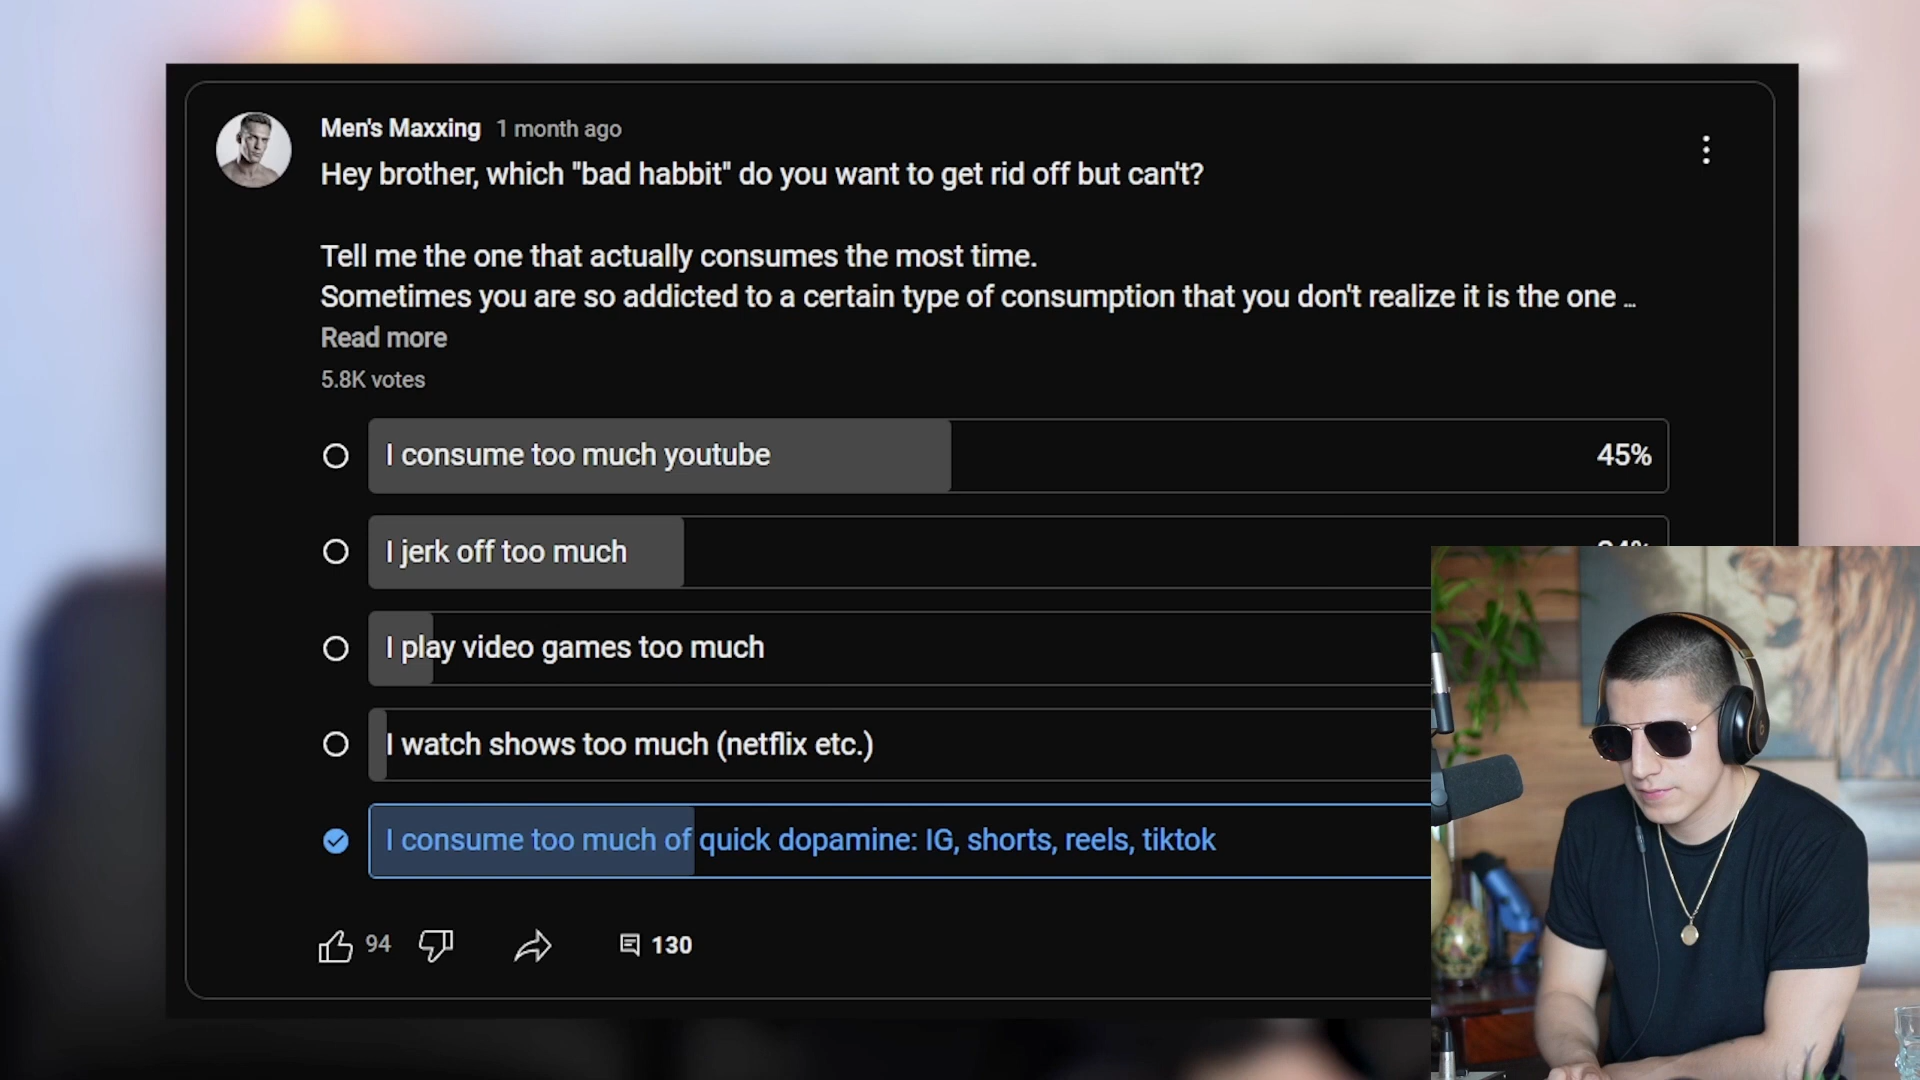 Men's Maxxing 1 month ago
Hey brother, which "bad habbit" do you want to get rid off but can't?
Tell me the one that actually consumes the most time.
Sometimes you are so addicted to a certain type of consumption that you don't realize it is the one ...
Read more
5.8K votes
I consume too much youtube 45%
I jerk off too much
I play video games too much
I watch shows too much (netflix etc.)
I consume too much of quick dopamine: IG, shorts, reels, tiktok
94 130